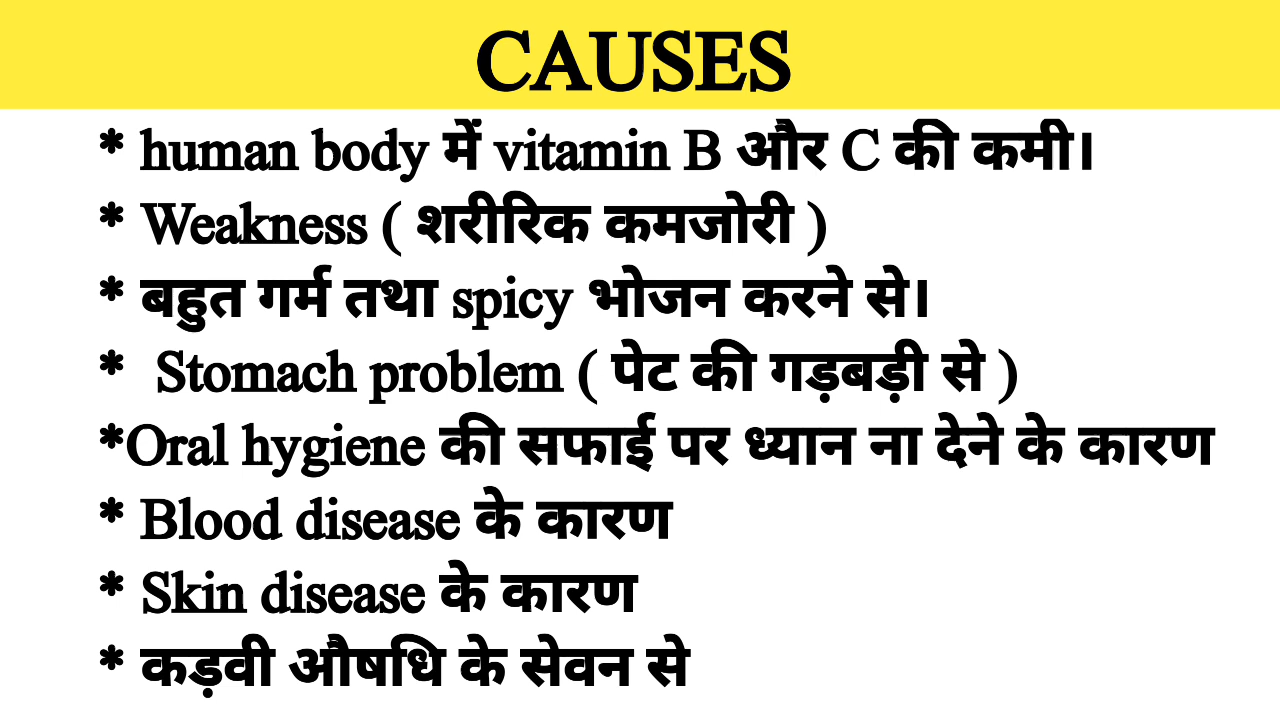 CAUSES
* human body में vitamin B और C की कमी।
* Weakness ( शरीरिक कमजोरी )
* बहुत गर्म तथा spicy भोजन करने से।
* Stomach problem ( पेट की गड़बड़ी से )
*Oral hygiene की सफाई पर ध्यान ना देने के कारण
* Blood disease के कारण
* Skin disease के कारण
* कड़वी औषधि के सेवन से